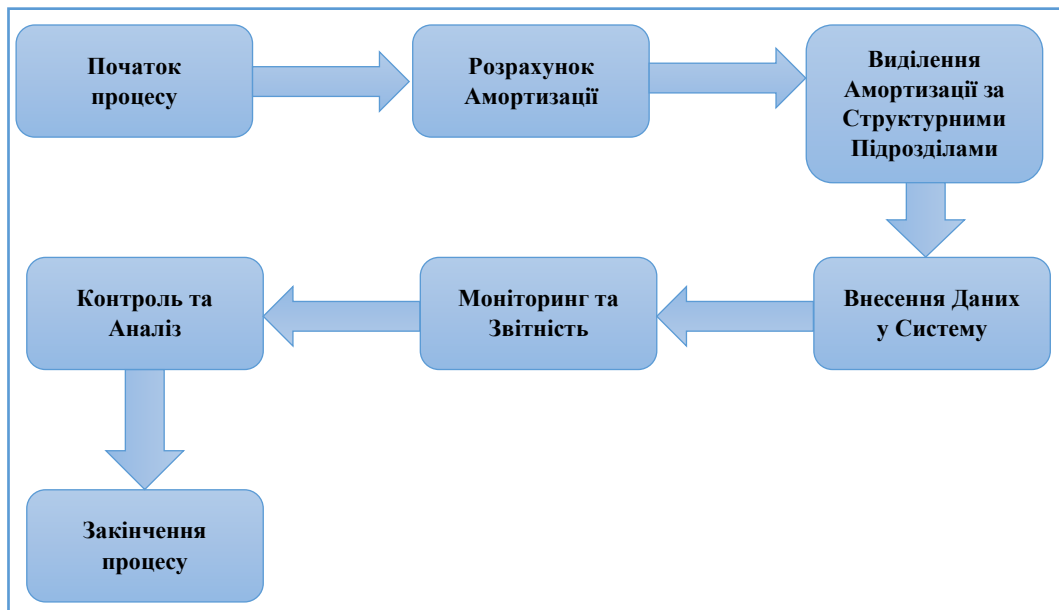 Початок
процесу
Розрахунок
Амортизації
Виділення
Амортизації за
Структурними
Підрозділами
Внесення Даних
у Систему
Моніторинг та
Звітність
Контроль та
Аналіз
Закінчення
процесу